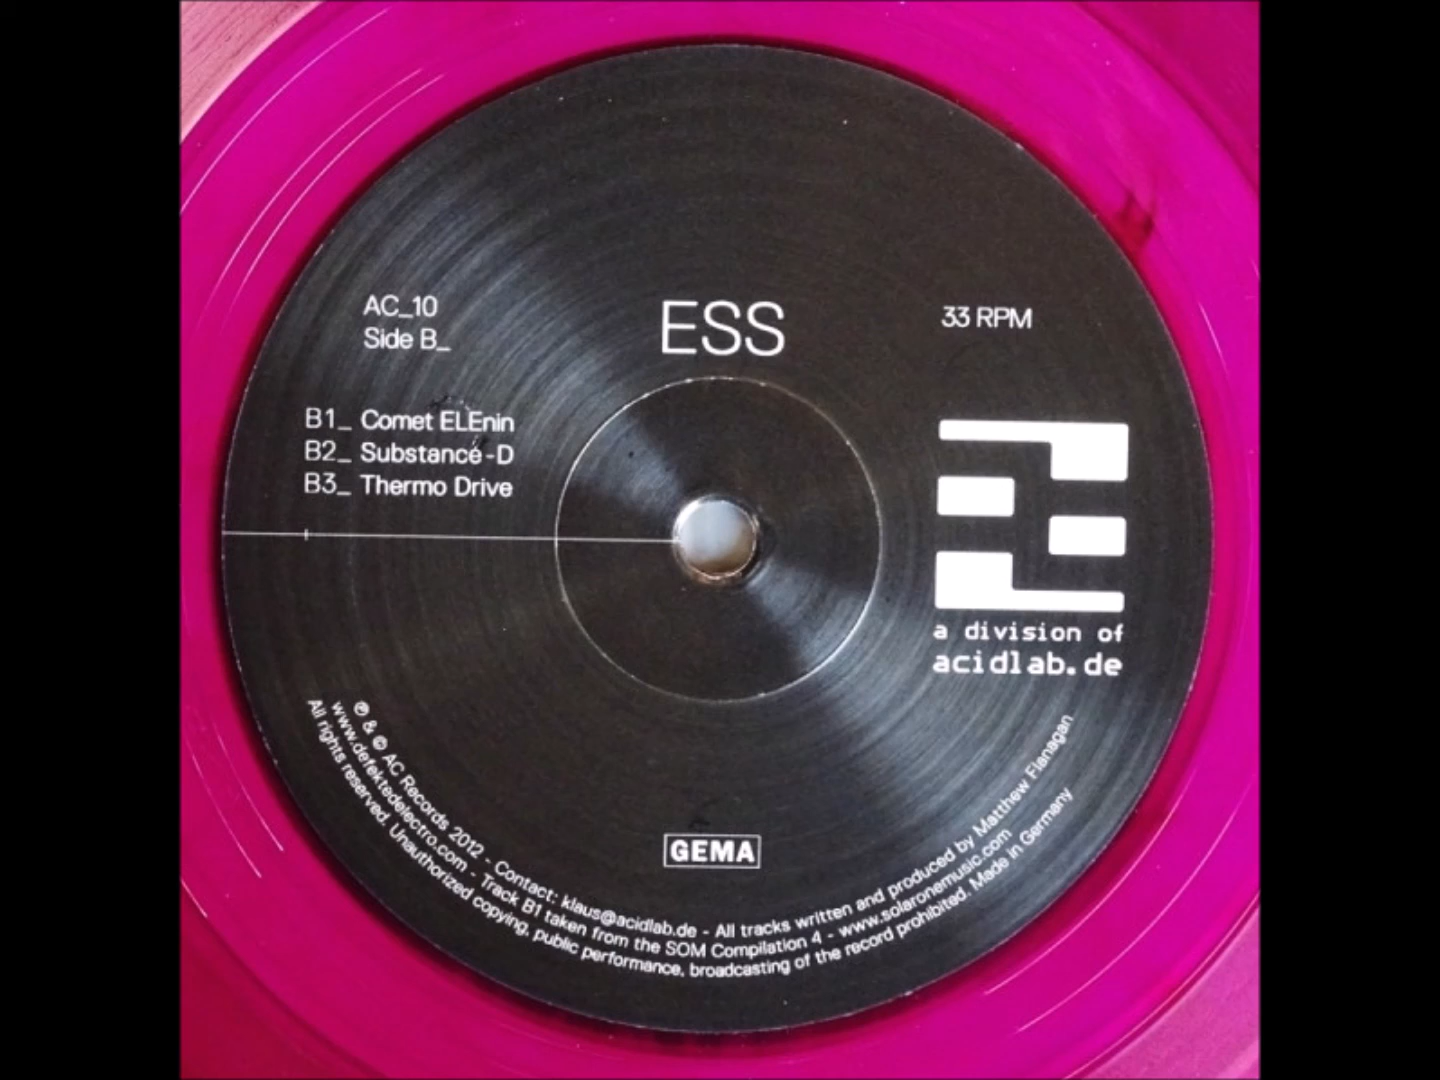 AC_10
Side B_
ESS
33 RPM
B1_ Comet ELEnin
B2_ Substance-D
B3_ Thermo Drive
a division of
acidlab.de
GEMA
℗ & © AC Records 2012 - Contact: klaus@acidlab.de - All tracks written and produced by Matthew Flanagan
www.defektedelectro.com - Track B1 taken from the SOM Compilation 4 - www.solaronemusic.com
All rights reserved. Unauthorized copying, public performance, broadcasting of the record prohibited. Made in Germany